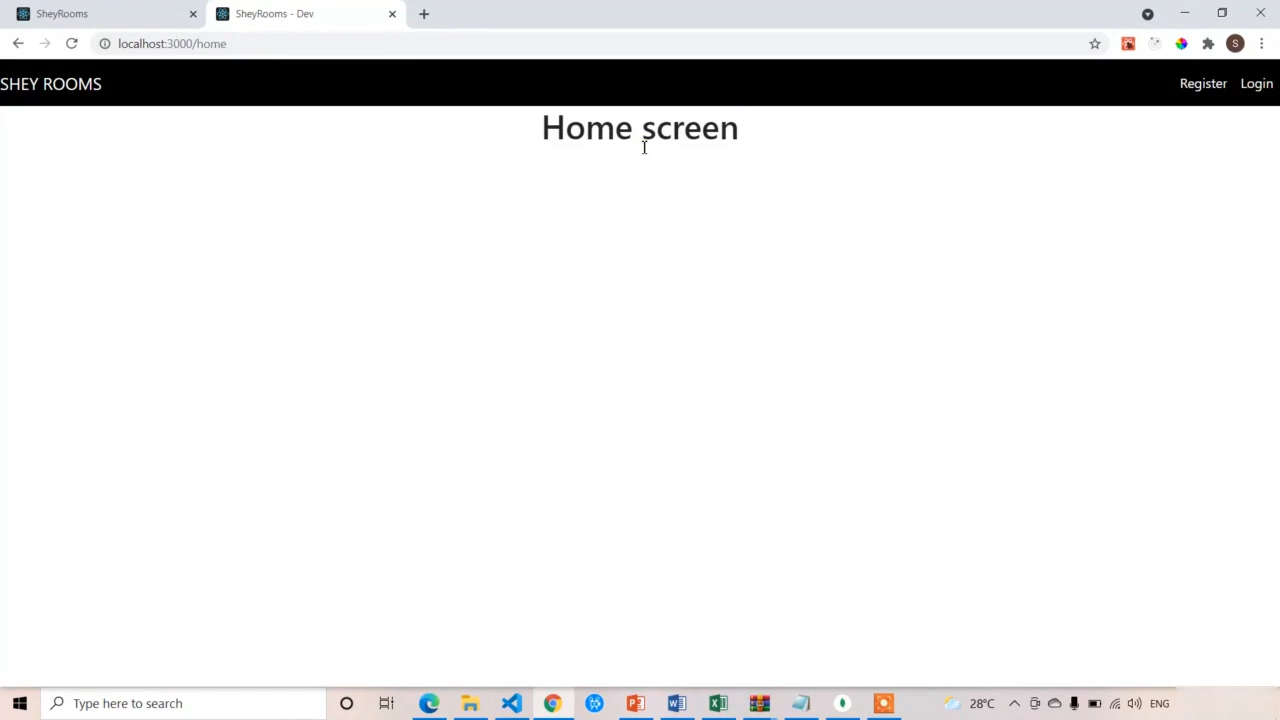 SheyRooms
SheyRooms - Dev
localhost:3000/home
S
SHEY ROOMS
Register
Login
Home screen
Type here to search
28°C
ENG